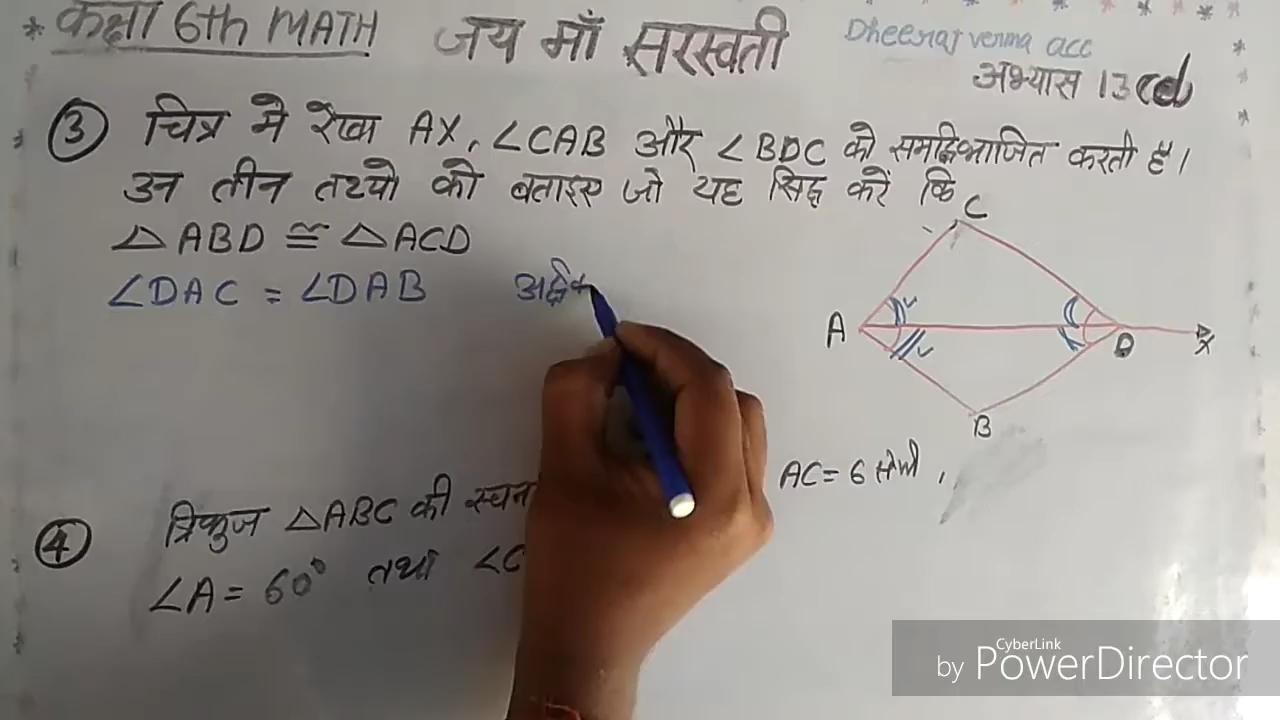 * कक्षा 6th MATH जय माँ सरस्वती Dheeraj verma acc
अभ्यास 13 (d)
③ चित्र मे रेखा AX, ∠CAB और ∠BDC को समद्विभाजित करती है।
उन तीन तथ्यो को बताइए जो यह सिद्ध करें कि
△ABD ≅ △ACD
∠DAC = ∠DAB
C
A
D
X
B
④ त्रिभुज △ABC की AC = 6 सेमी,
∠A = 60° तथा ∠C
CyberLink
by PowerDirector